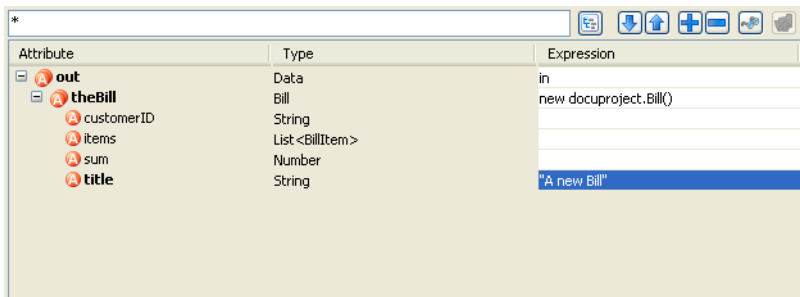 *
Attribute Type Expression
out Data in
theBill Bill new docuproject.Bill()
customerID String
items List<BillItem>
sum Number
title String "A new Bill"